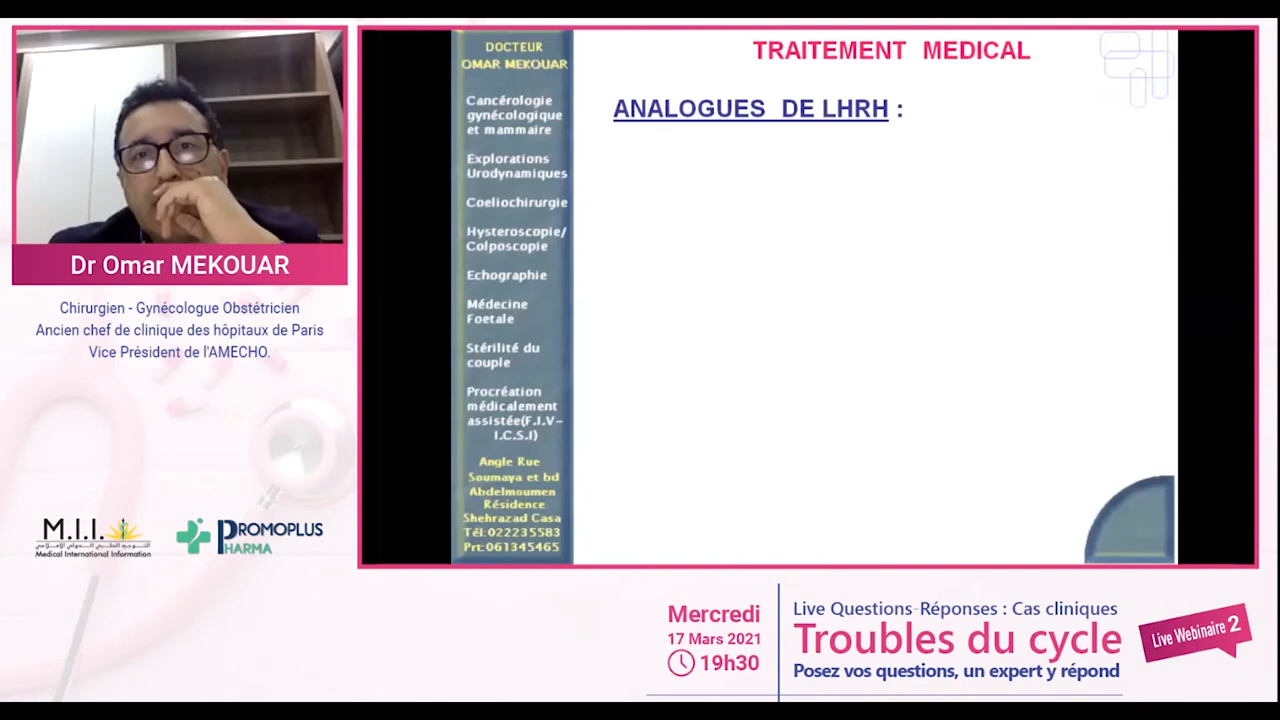 Dr Omar MEKOUAR
Chirurgien - Gynécologue Obstétricien
Ancien chef de clinique des hôpitaux de Paris
Vice Président de l'AMECHO.
M.I.I.
Medical International Information
PROMOPLUS
PHARMA
DOCTEUR
OMAR MEKOUAR
Cancérologie
gynécologique
et mammaire
Explorations
Urodynamiques
Coeliochirurgie
Hysteroscopie/
Colposcopie
Echographie
Médecine
Foetale
Stérilité du
couple
Procréation
médicalement
assistée(F.I.V-
I.C.S.I)
Angle Rue
Soumaya et bd
Abdelmoumen
Résidence
Shehrazad Casa
Tél:022235583
Prt:061345465
TRAITEMENT MEDICAL
ANALOGUES DE LHRH :
Mercredi
17 Mars 2021
19h30
Live Questions-Réponses : Cas cliniques
Troubles du cycle
Posez vos questions, un expert y répond
Live Webinaire 2